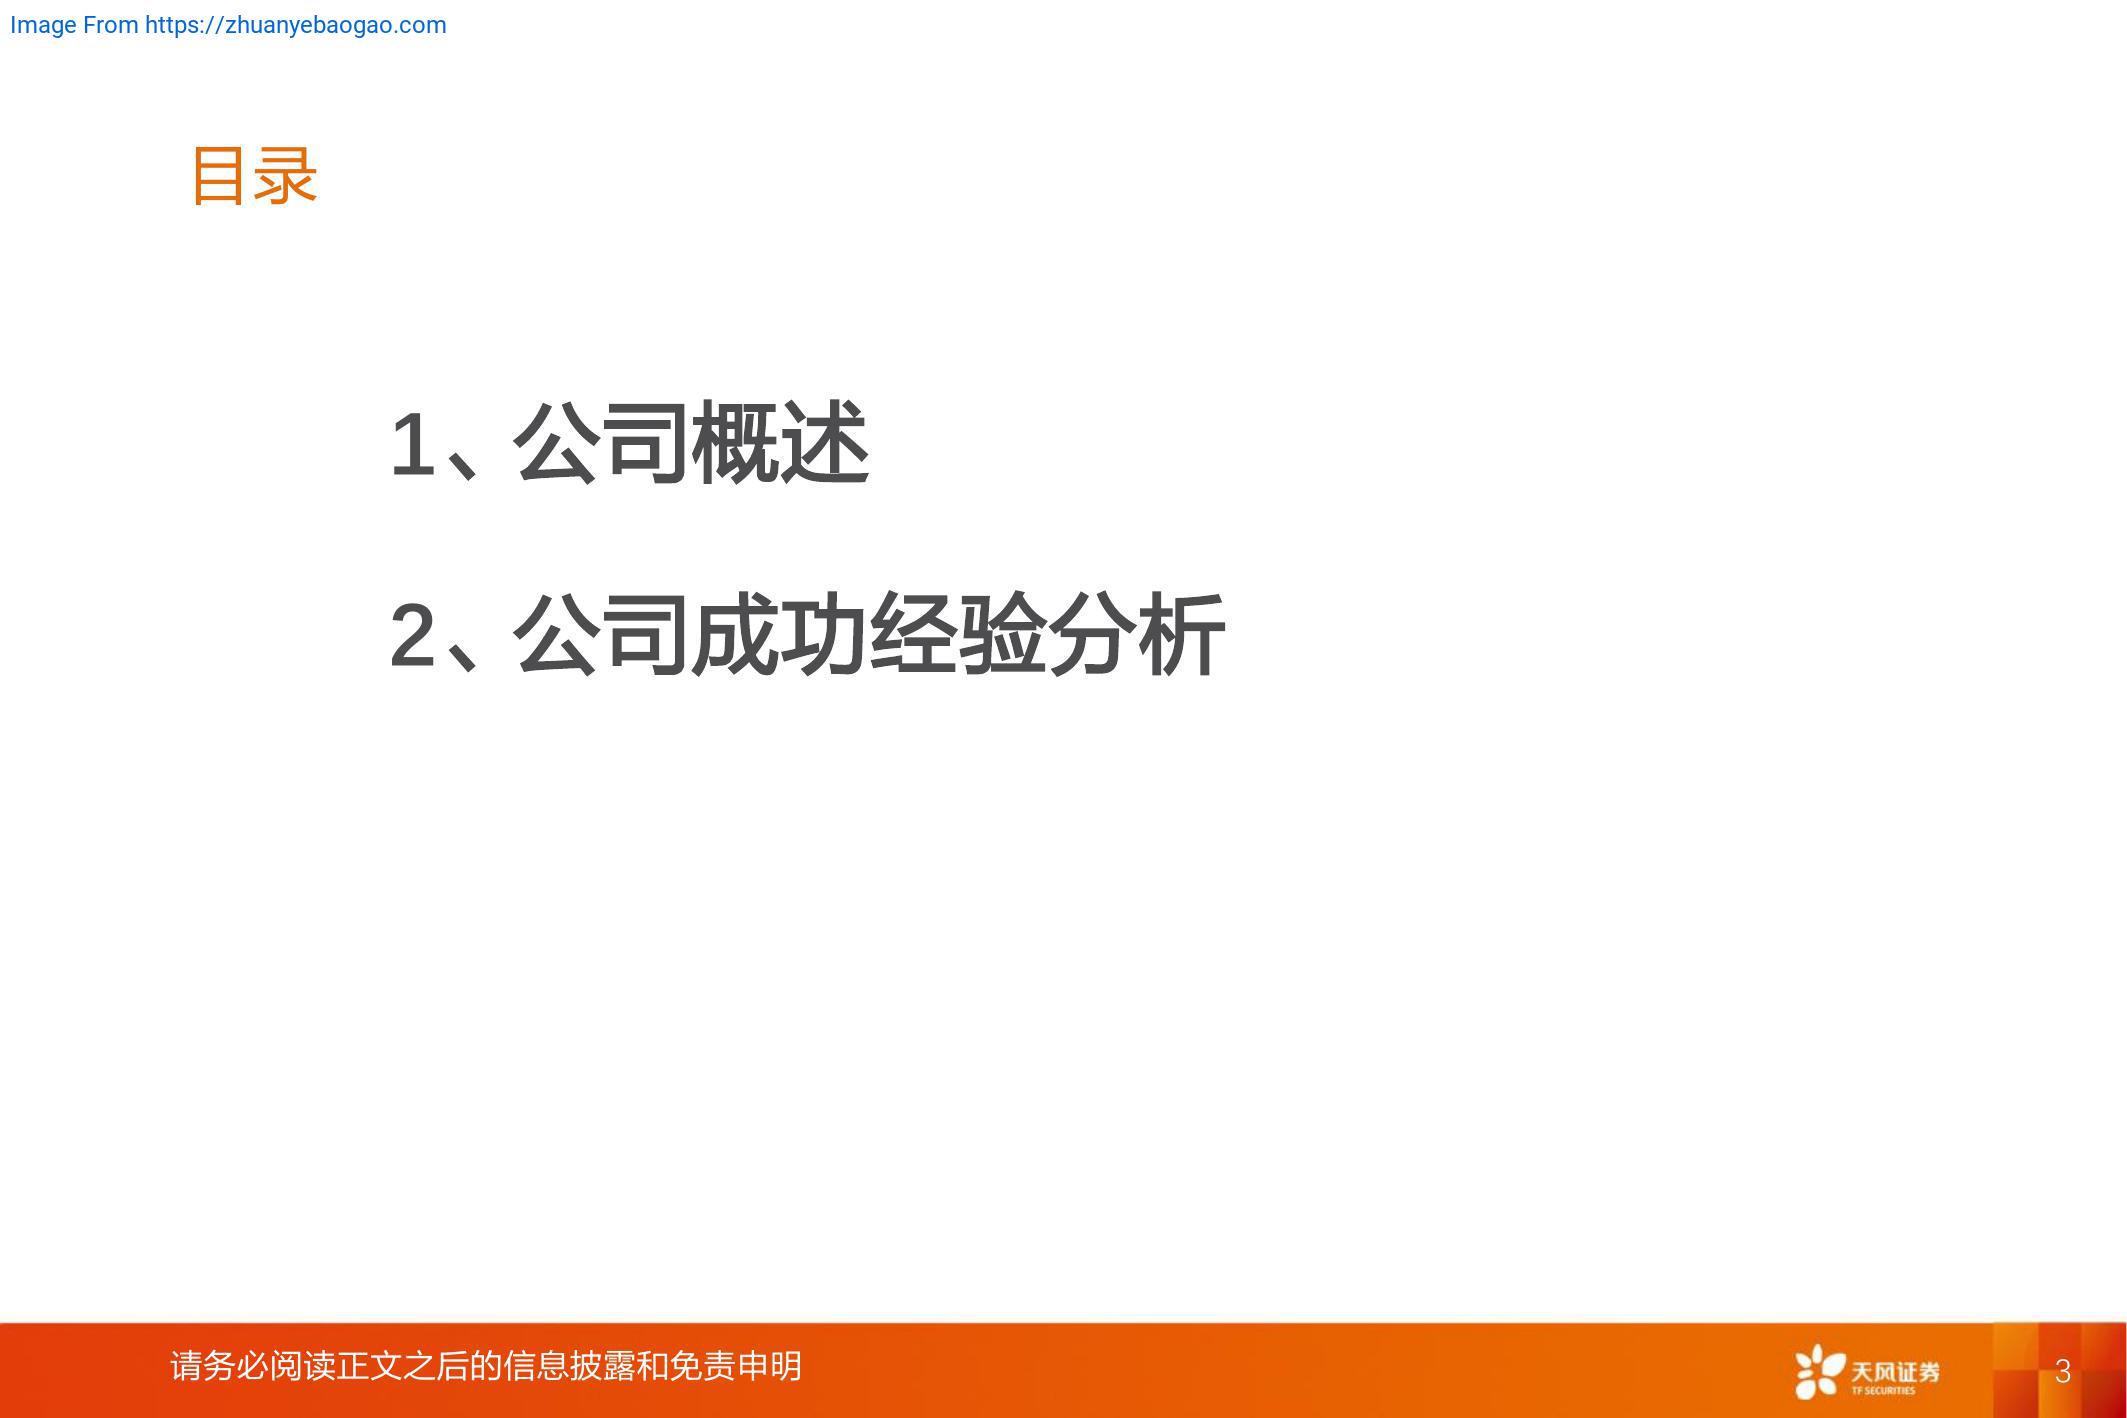 Image From https://zhuanyebaogao.com
目录
1、公司概述
2、公司成功经验分析
请务必阅读正文之后的信息披露和免责申明
天风证券
TF SECURITIES
3